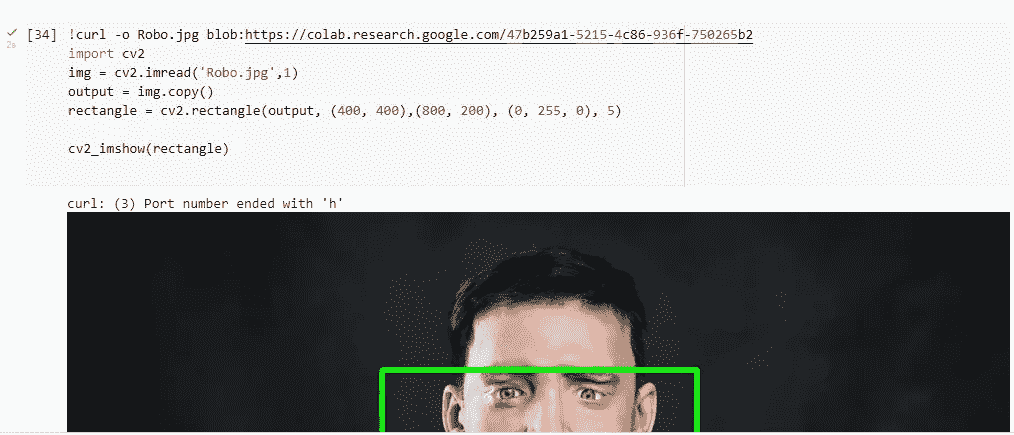 [34] !curl -o Robo.jpg blob:https://colab.research.google.com/47b259a1-5215-4c86-936f-750265b2
2s
import cv2
img = cv2.imread('Robo.jpg',1)
output = img.copy()
rectangle = cv2.rectangle(output, (400, 400),(800, 200), (0, 255, 0), 5)
cv2_imshow(rectangle)
curl: (3) Port number ended with 'h'